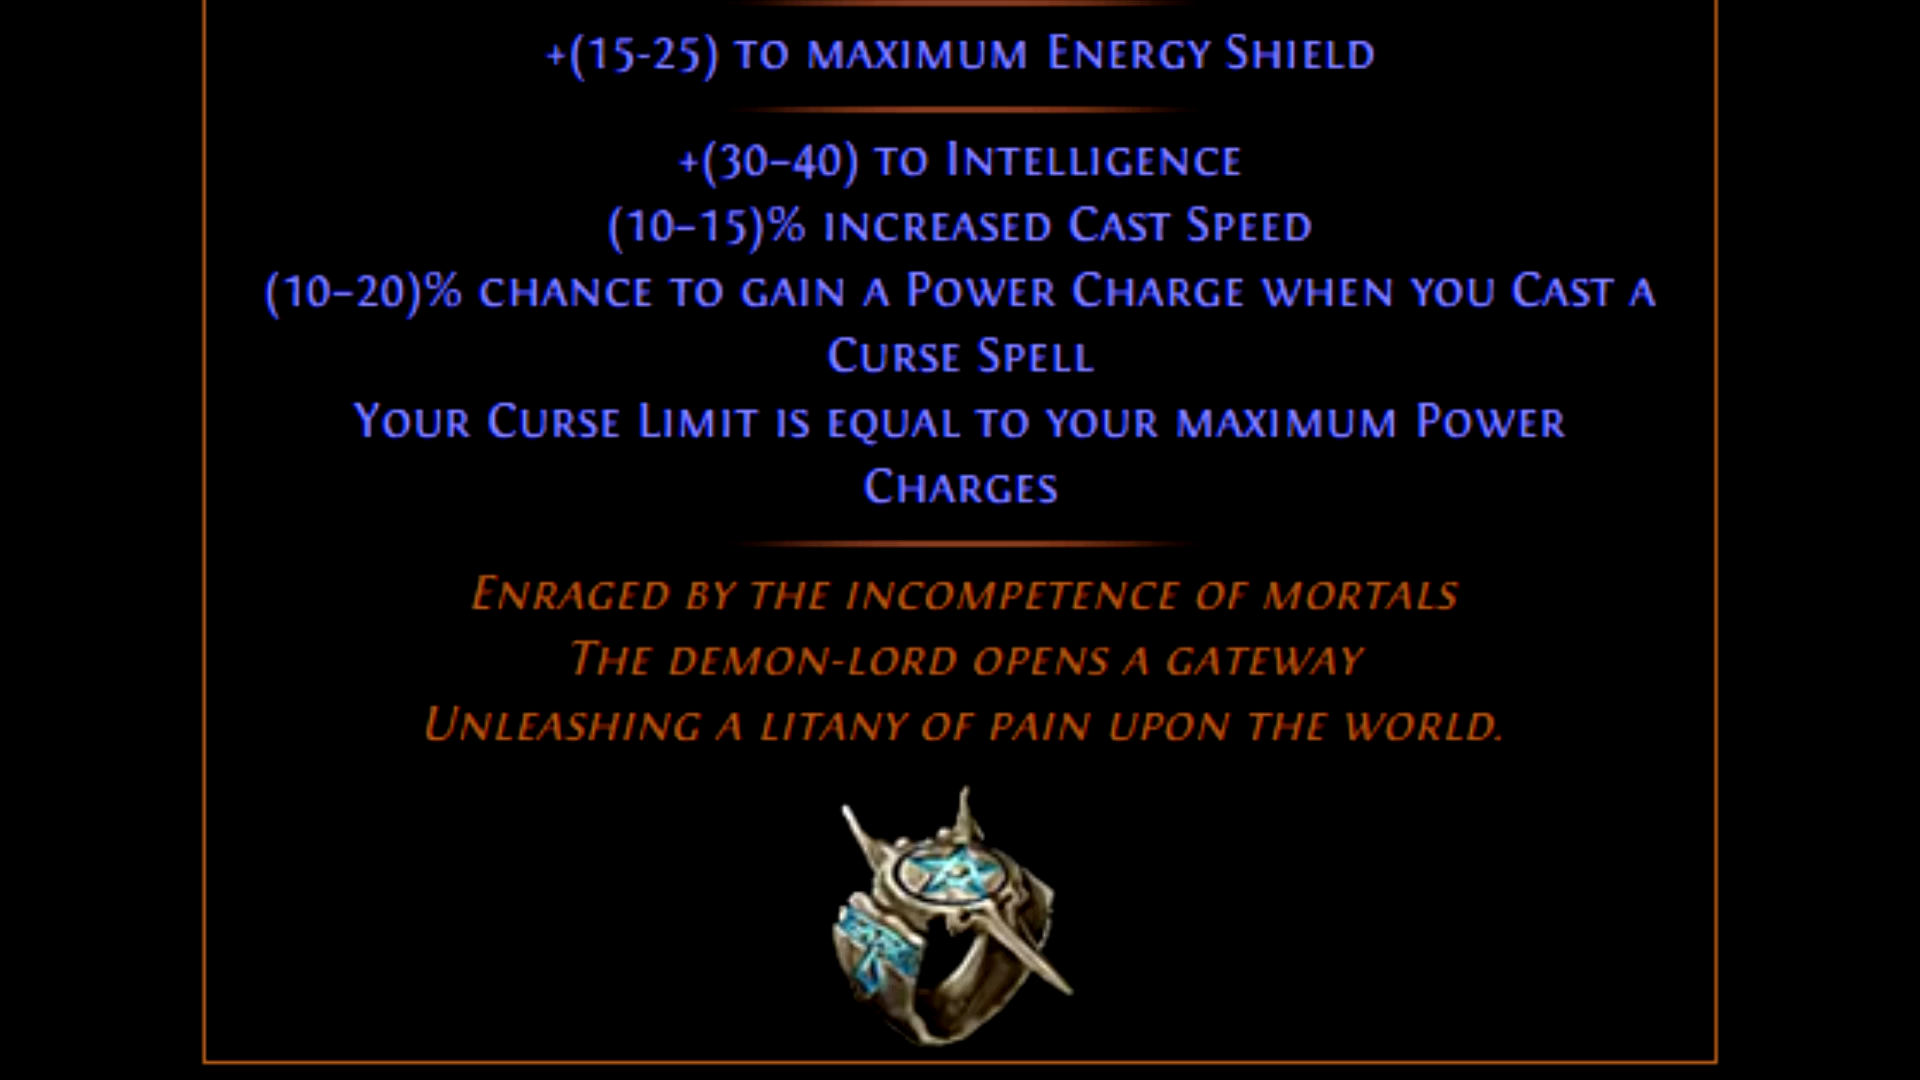 +(15-25) to maximum Energy Shield
+(30–40) to Intelligence
(10–15)% increased Cast Speed
(10–20)% chance to gain a Power Charge when you Cast a
Curse Spell
Your Curse Limit is equal to your maximum Power
Charges
Enraged by the incompetence of mortals
The demon-lord opens a gateway
Unleashing a litany of pain upon the world.